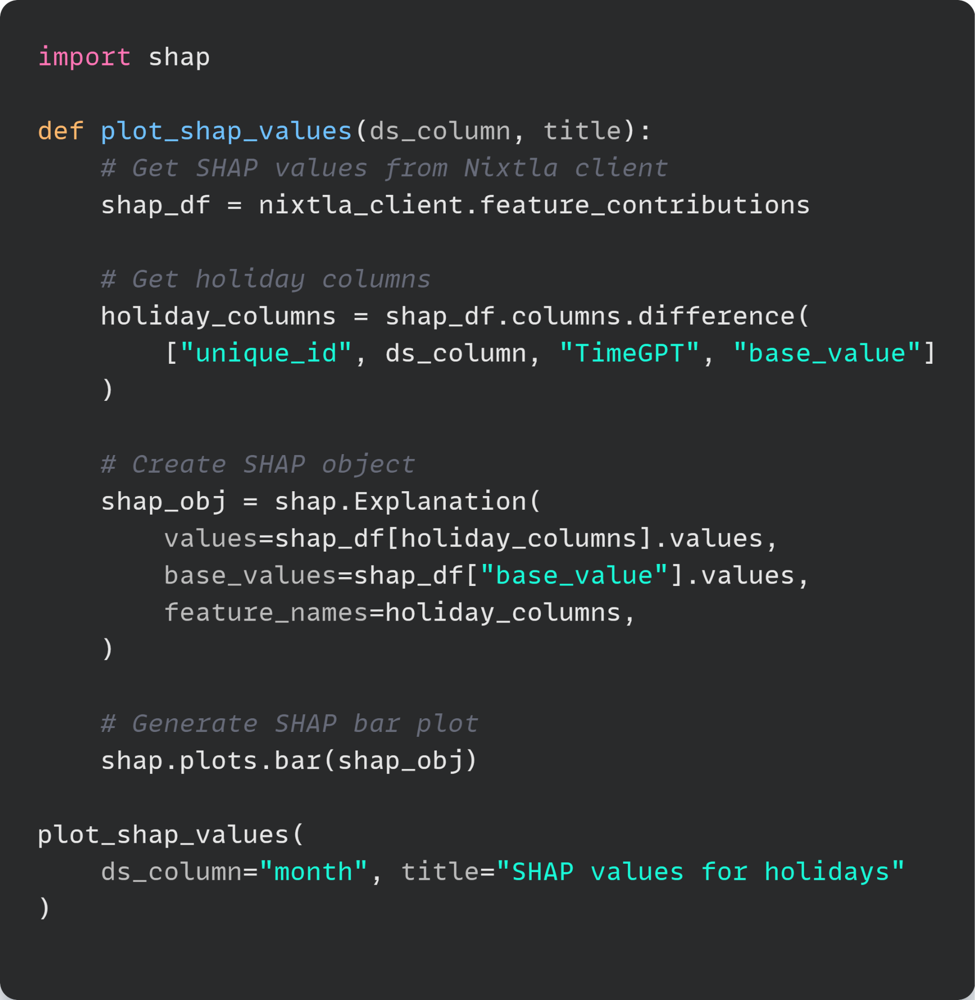 import shap

def plot_shap_values(ds_column, title):
    # Get SHAP values from Nixtla client
    shap_df = nixtla_client.feature_contributions

    # Get holiday columns
    holiday_columns = shap_df.columns.difference(
        ["unique_id", ds_column, "TimeGPT", "base_value"]
    )

    # Create SHAP object
    shap_obj = shap.Explanation(
        values=shap_df[holiday_columns].values,
        base_values=shap_df["base_value"].values,
        feature_names=holiday_columns,
    )

    # Generate SHAP bar plot
    shap.plots.bar(shap_obj)

plot_shap_values(
    ds_column="month", title="SHAP values for holidays"
)